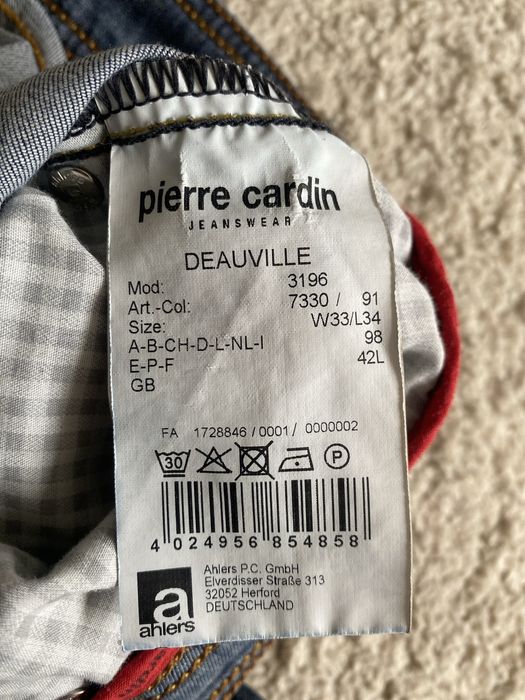 pierre cardin
JEANSWEAR
DEAUVILLE
Mod: 3196
Art.-Col: 7330 / 91
Size: W33/L34
A-B-CH-D-L-NL-I 98
E-P-F 42L
GB
FA 1728846 / 0001 / 0000002
30 P
4 024956 854858
a
ahlers
Ahlers P.C. GmbH
Elverdisser Straße 313
32052 Herford
DEUTSCHLAND